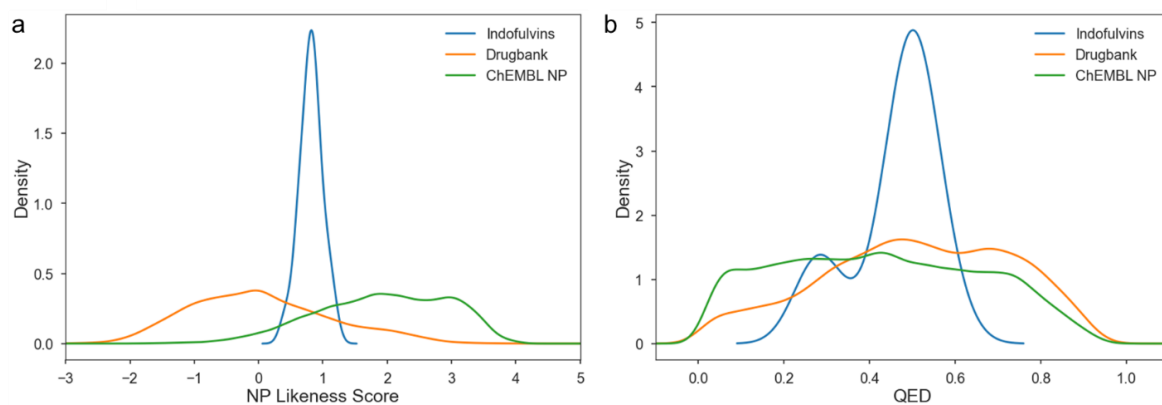 a
Indofulvins
Drugbank
ChEMBL NP
2.0
1.5
1.0
0.5
0.0
Density
−3 −2 −1 0 1 2 3 4 5
NP Likeness Score
b
Indofulvins
Drugbank
ChEMBL NP
5
4
3
2
1
0
Density
0.0 0.2 0.4 0.6 0.8 1.0
QED